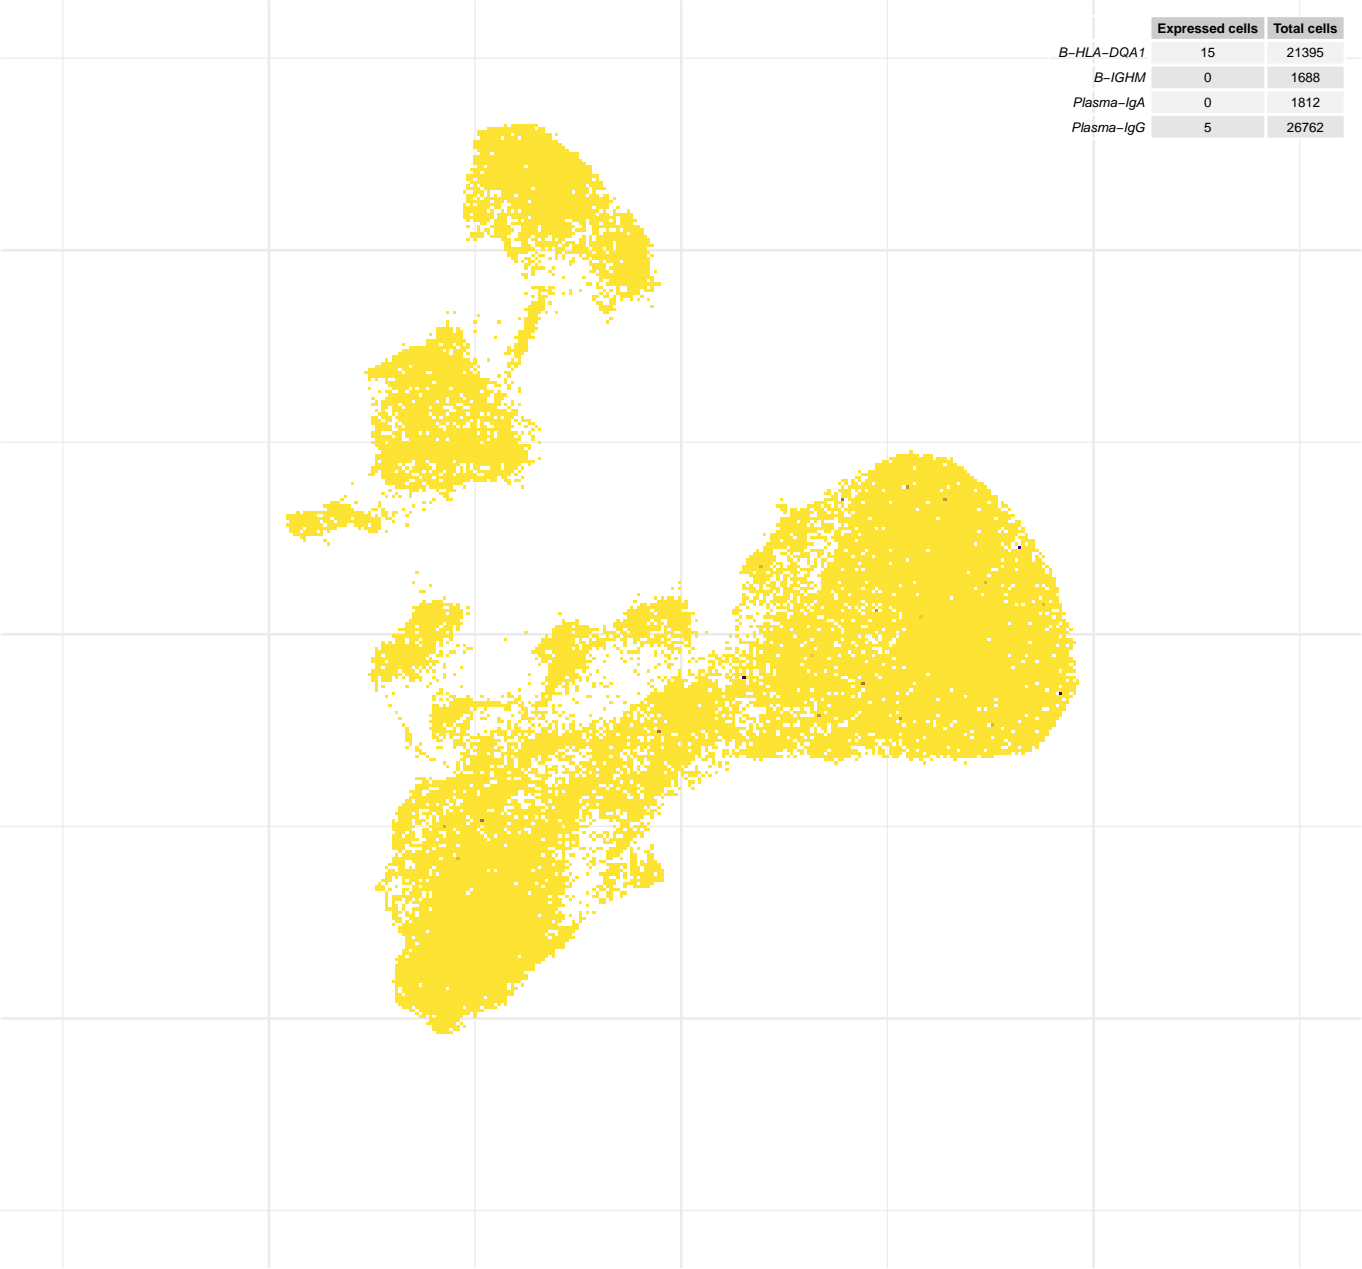 Expressed cells Total cells
B−HLA−DQA1 15 21395
B−IGHM 0 1688
Plasma−IgA 0 1812
Plasma−IgG 5 26762